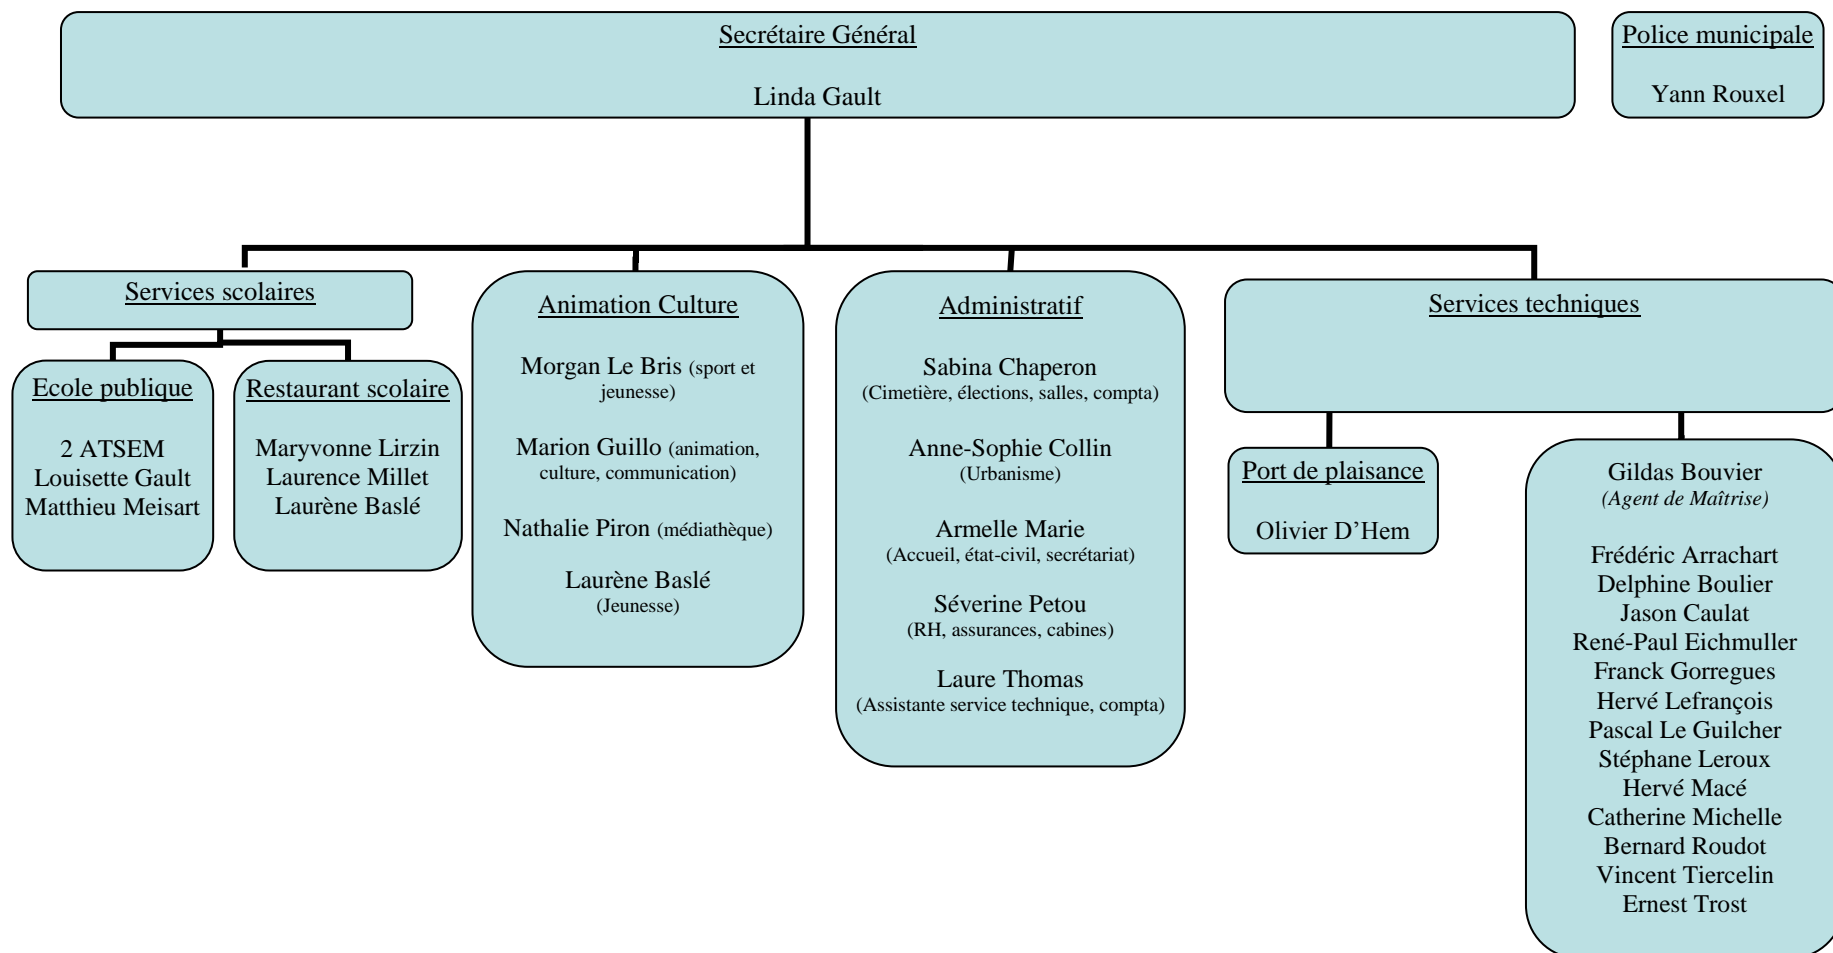 Secrétaire Général
Linda Gault
Police municipale
Yann Rouxel
Services scolaires
Ecole publique
2 ATSEM
Louisette Gault
Matthieu Meisart
Restaurant scolaire
Maryvonne Lirzin
Laurence Millet
Laurène Baslé
Animation Culture
Morgan Le Bris (sport et
jeunesse)
Marion Guillo (animation,
culture, communication)
Nathalie Piron (médiathèque)
Laurène Baslé
(Jeunesse)
Administratif
Sabina Chaperon
(Cimetière, élections, salles, compta)
Anne-Sophie Collin
(Urbanisme)
Armelle Marie
(Accueil, état-civil, secrétariat)
Séverine Petou
(RH, assurances, cabines)
Laure Thomas
(Assistante service technique, compta)
Services techniques
Port de plaisance
Olivier D’Hem
Gildas Bouvier
(Agent de Maîtrise)
Frédéric Arrachart
Delphine Boulier
Jason Caulat
René-Paul Eichmuller
Franck Gorregues
Hervé Lefrançois
Pascal Le Guilcher
Stéphane Leroux
Hervé Macé
Catherine Michelle
Bernard Roudot
Vincent Tiercelin
Ernest Trost